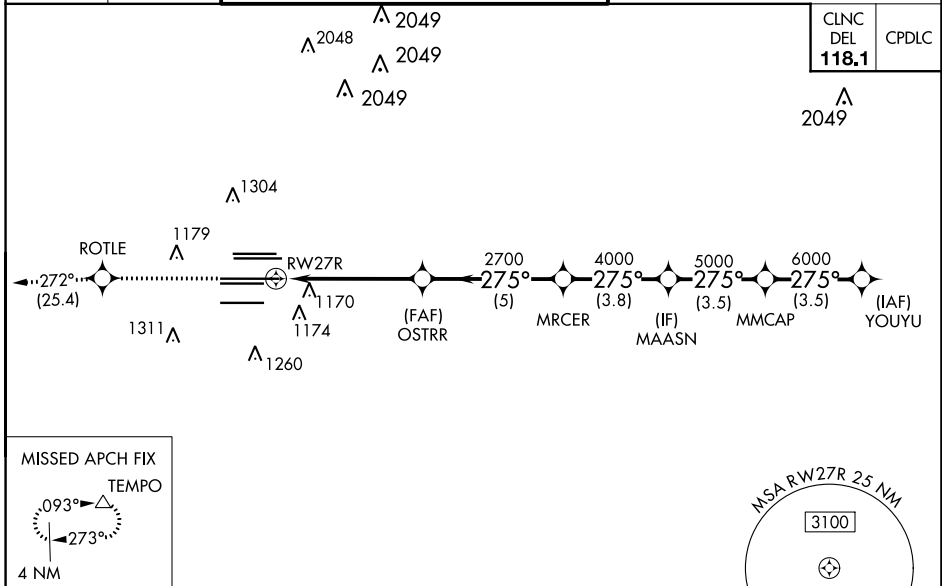 2049
2048
2049
2049
CLNC
DEL
118.1
CPDLC
2049
1304
1179
ROTLE
RW27R
272°
(25.4)
1170
1174
1311
1260
(FAF)
OSTRR
2700
275°
(5)
MRCER
4000
275°
(3.8)
(IF)
MAASN
5000
275°
(3.5)
MMCAP
6000
275°
(3.5)
(IAF)
YOUYU
MISSED APCH FIX
TEMPO
093°
273°
4 NM
MSA RW27R 25 NM
3100